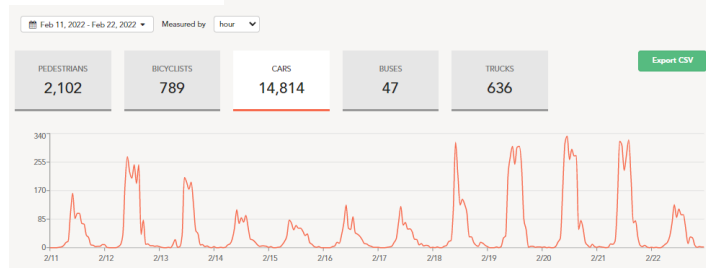 Feb 11, 2022 - Feb 22, 2022 Measured by hour
PEDESTRIANS BICYCLISTS CARS BUSES TRUCKS Export CSV
2,102 789 14,814 47 636
340
255
170
85
0
2/11 2/12 2/13 2/14 2/15 2/16 2/17 2/18 2/19 2/20 2/21 2/22